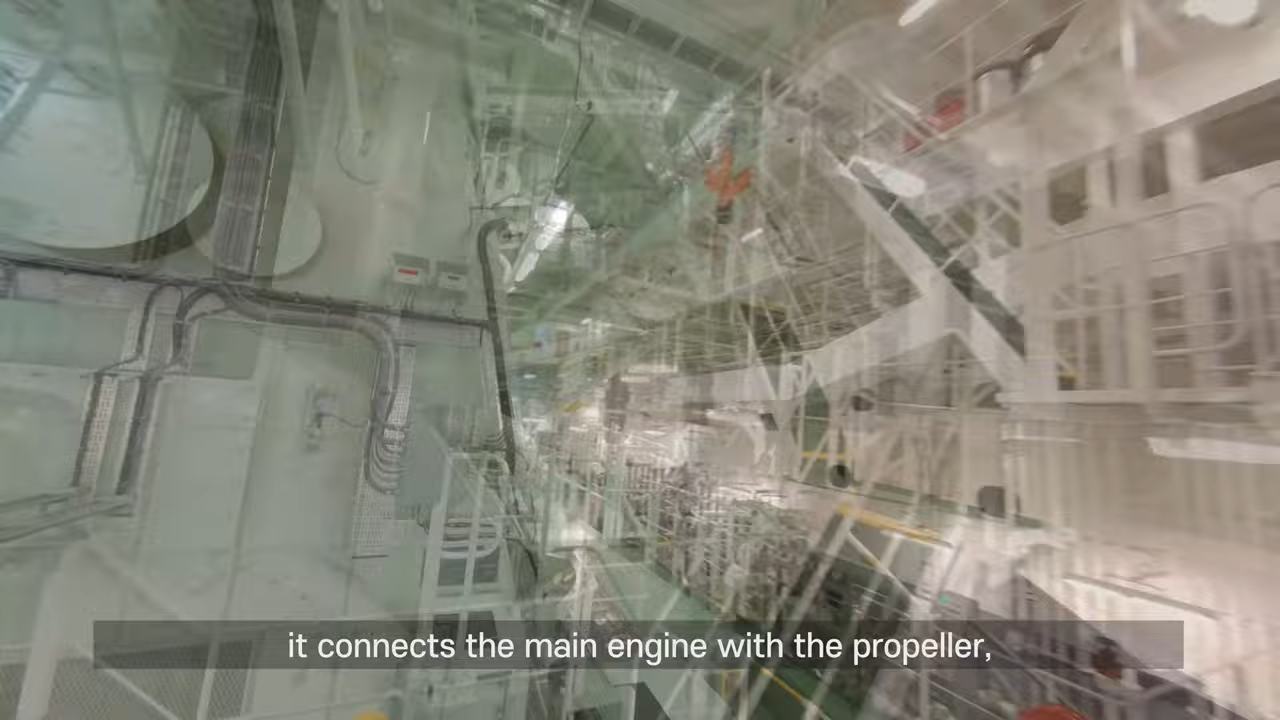 it connects the main engine with the propeller,